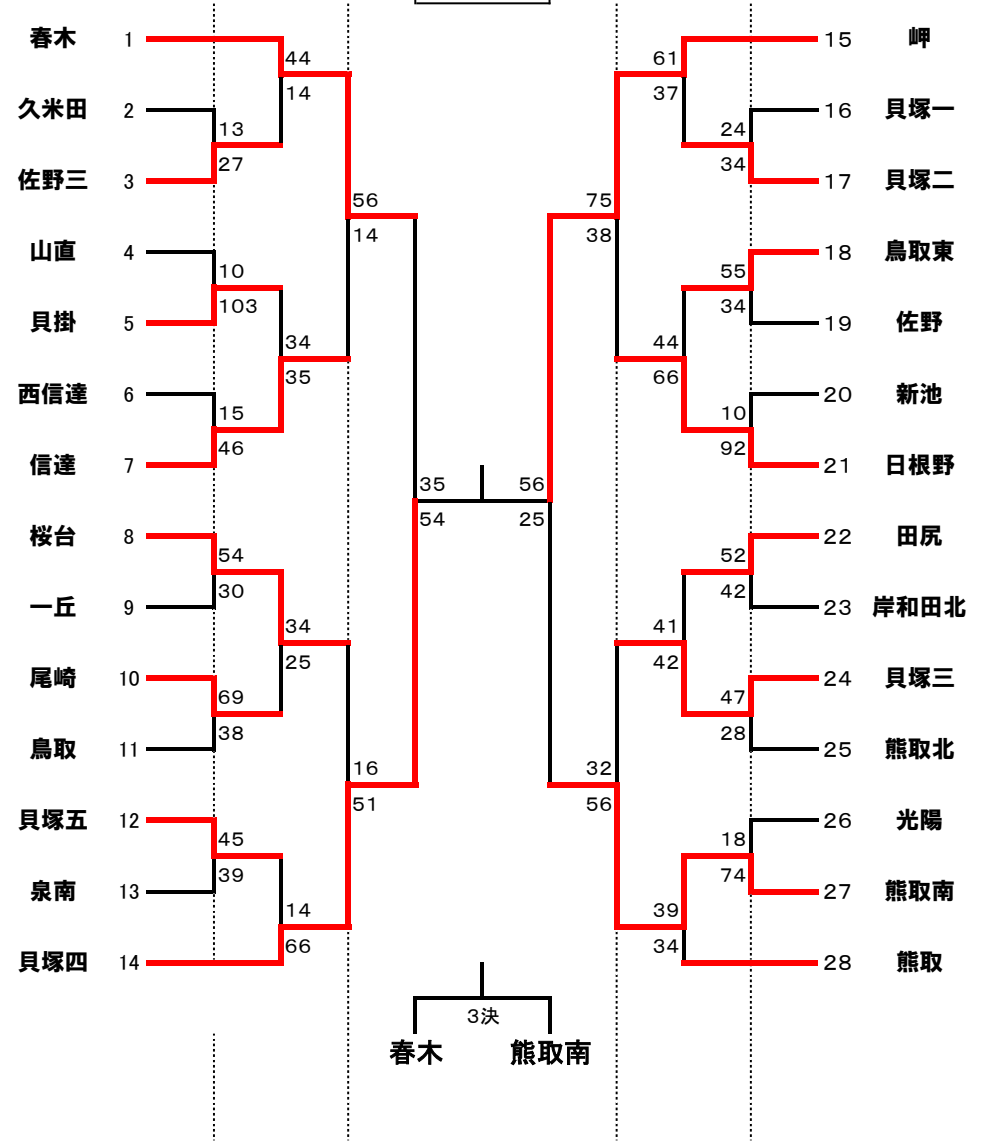 春木 1 44 61 15 岬
14 37
久米田 2 13 24 16 貝塚一
佐野三 3 27 34 17 貝塚二
56 75
14 38
山直 4 10 55 18 鳥取東
103 34
貝掛 5 19 佐野
34 44
35 66
西信達 6 15 10 20 新池
信達 7 46 92 21 日根野
35 56
54 25
桜台 8 54 52 22 田尻
30 42
一丘 9 23 岸和田北
34 41
25 42
尾崎 10 69 47 24 貝塚三
38 28
鳥取 11 25 熊取北
16 32
51 56
貝塚五 12 45 18 26 光陽
39 74
泉南 13 27 熊取南
14 39
66 34
貝塚四 14 28 熊取
3決
春木 熊取南